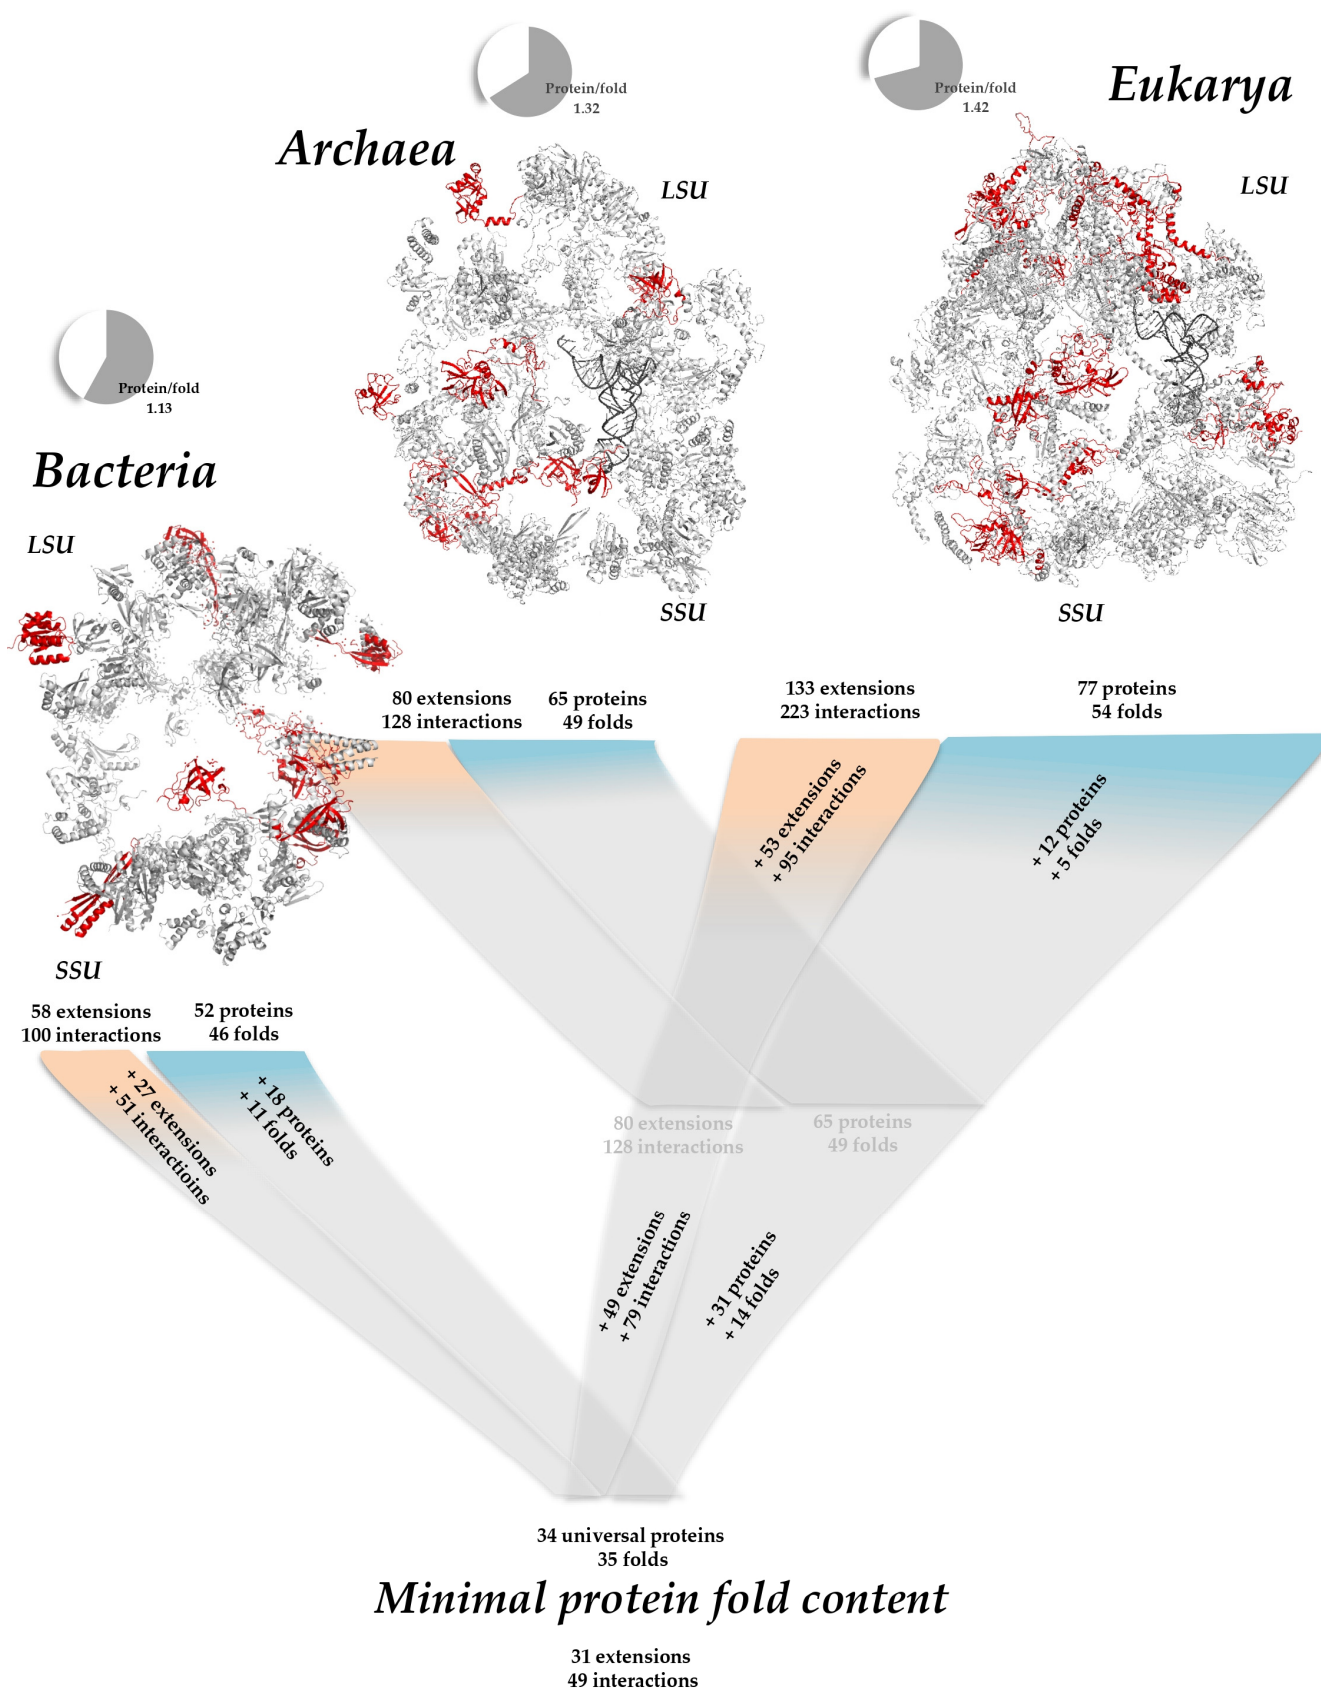 Protein/fold
1.32
Protein/fold
1.42
Eukarya
Archaea
LSU
LSU
Protein/fold
1.13
Bacteria
LSU
SSU
SSU
80 extensions
128 interactions
65 proteins
49 folds
133 extensions
223 interactions
77 proteins
54 folds
+ 53 extensions
+ 95 interactions
+ 12 proteins
+ 5 folds
SSU
58 extensions
100 interactions
52 proteins
46 folds
+ 27 extensions
+ 51 interactioins
+ 18 proteins
+ 11 folds
80 extensions
128 interactions
65 proteins
49 folds
+ 49 extensions
+ 79 interactions
+ 31 proteins
+ 14 folds
34 universal proteins
35 folds
Minimal protein fold content
31 extensions
49 interactions